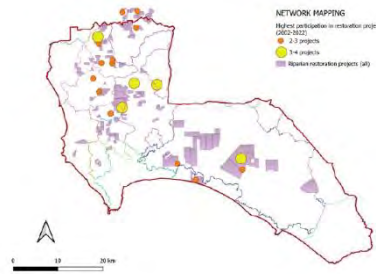 NETWORK MAPPING
Highest participation in restoration proje
(2002-2022)
2-3 projects
3-4 projects
Riparian restoration projects (all)
0 10 20 km